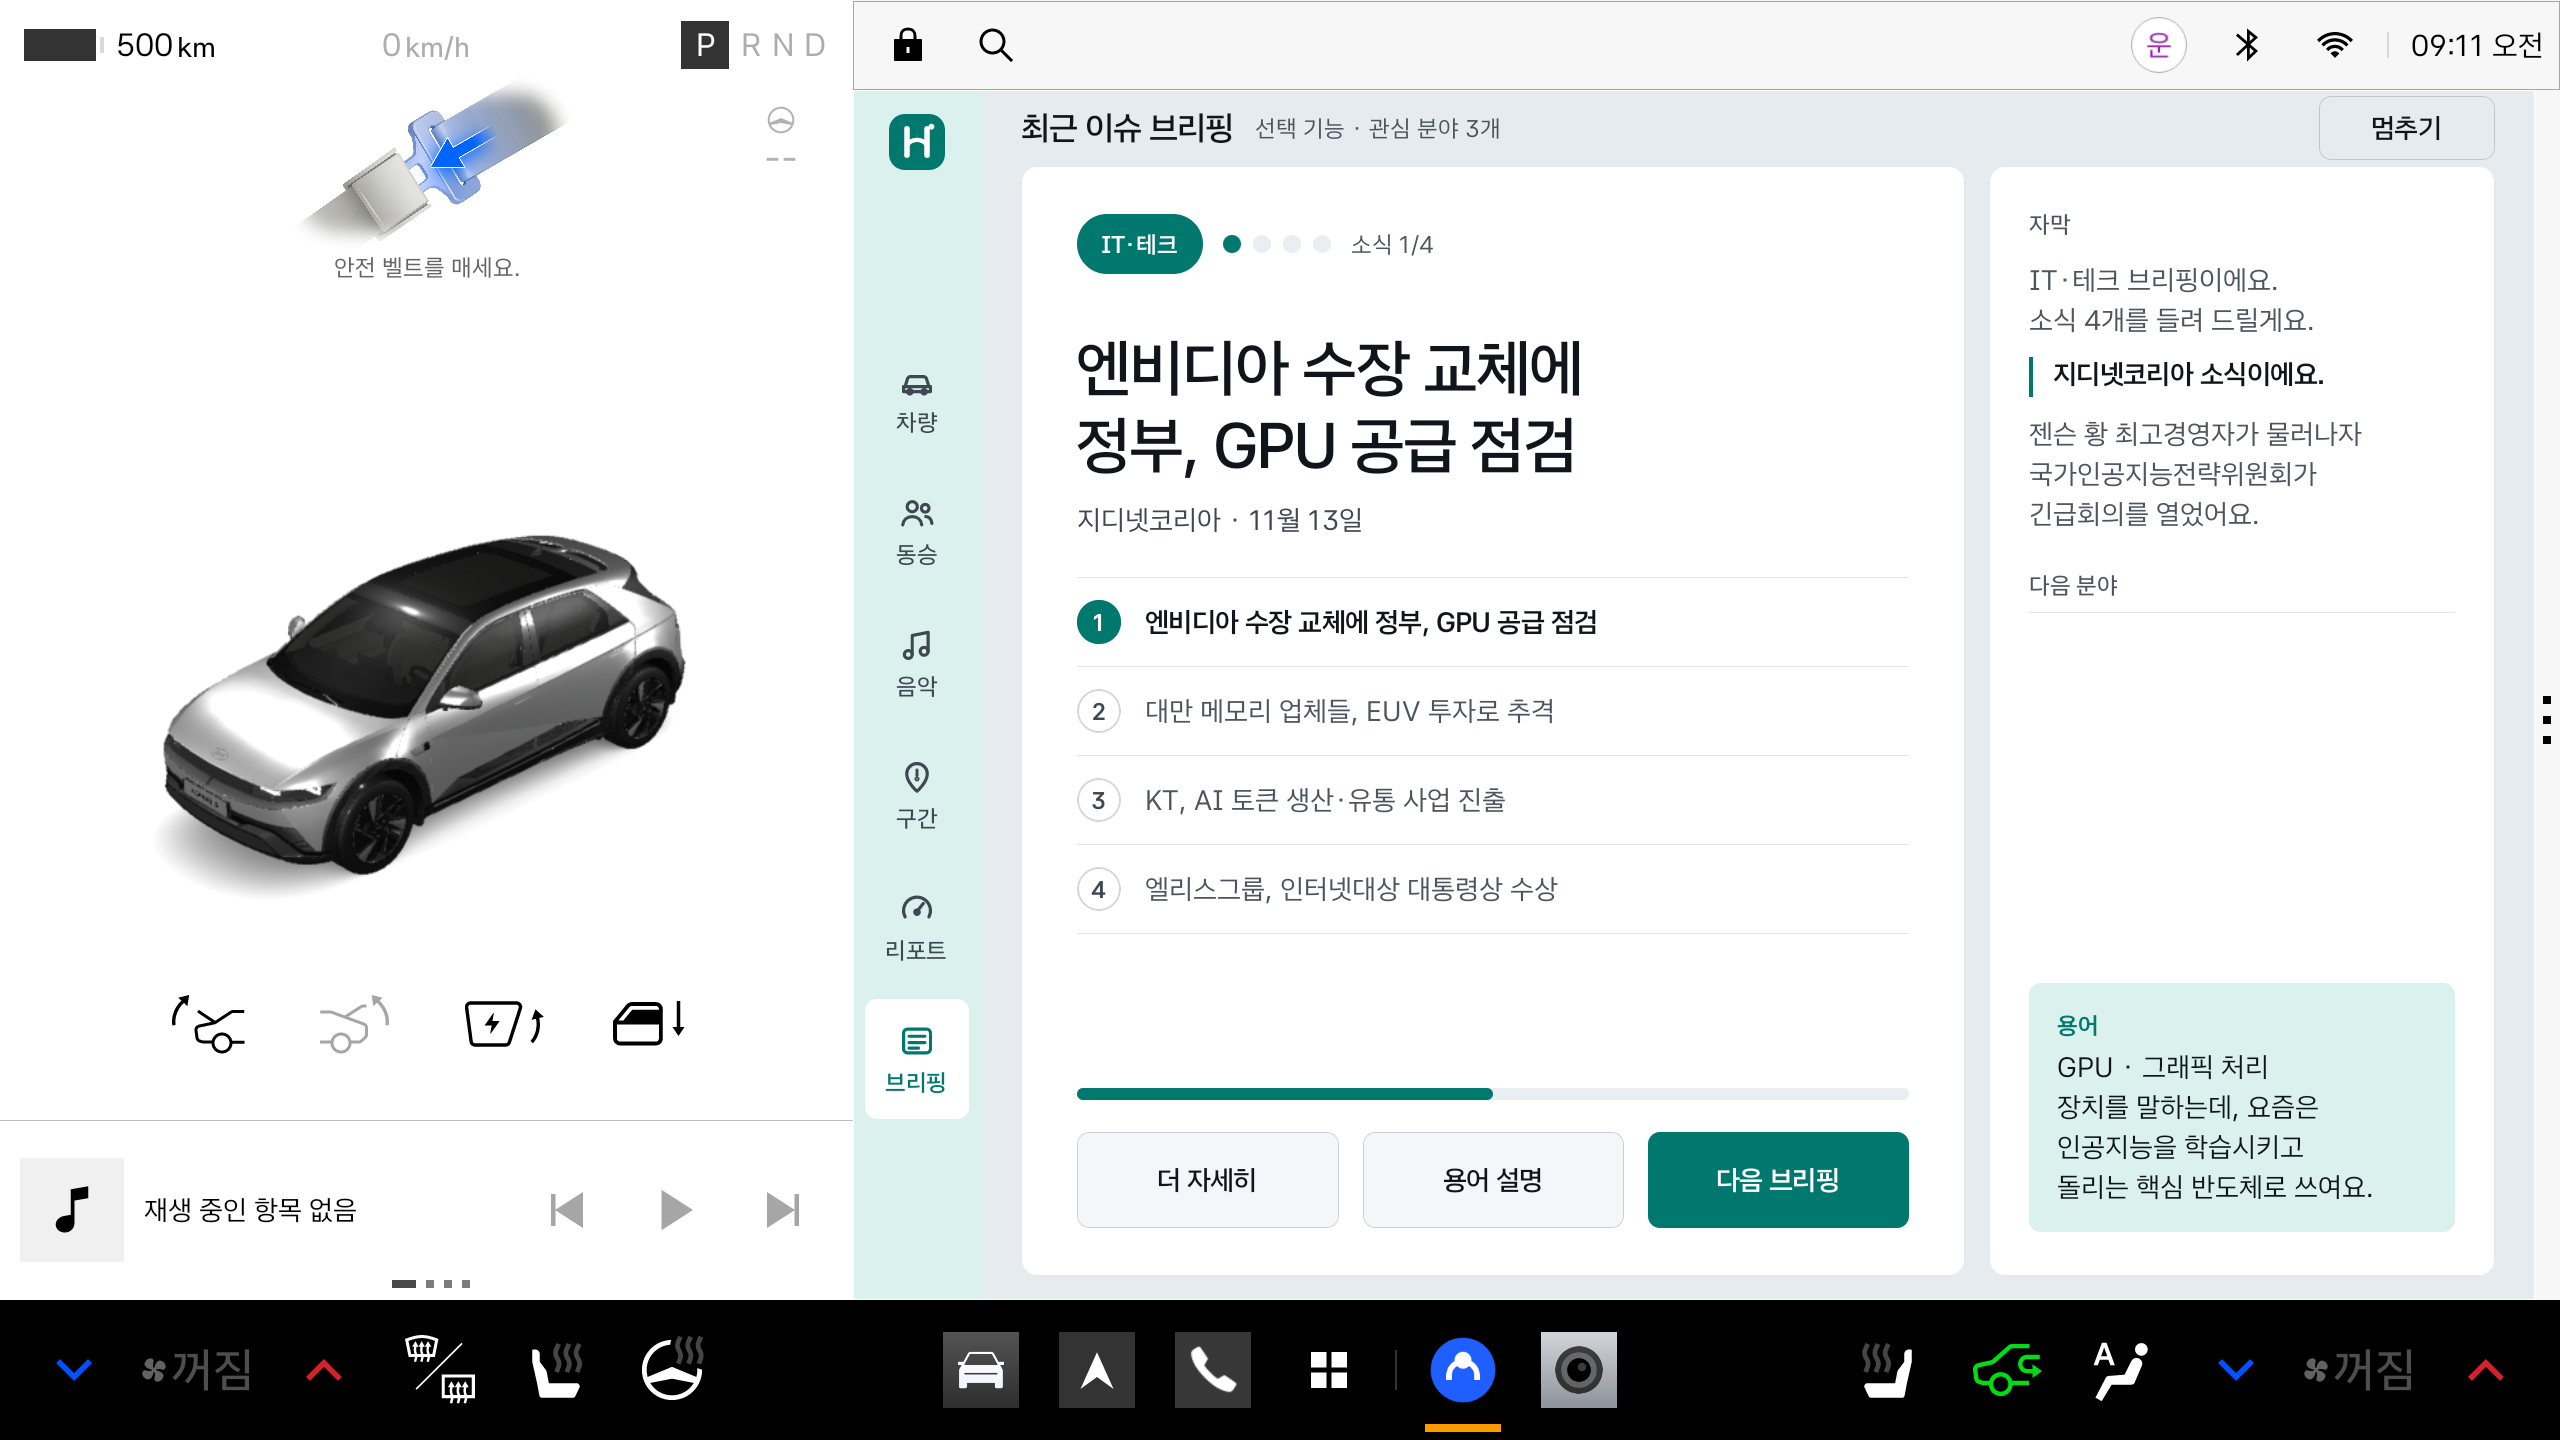 500 km
0 km/h
P R N D
안전 벨트를 매세요.
재생 중인 항목 없음
운
09:11 오전
차량
동승
음악
구간
리포트
브리핑
최근 이슈 브리핑
선택 기능 · 관심 분야 3개
멈추기
IT·테크
소식 1/4
엔비디아 수장 교체에
정부, GPU 공급 점검
지디넷코리아 · 11월 13일
1 엔비디아 수장 교체에 정부, GPU 공급 점검
2 대만 메모리 업체들, EUV 투자로 추격
3 KT, AI 토큰 생산·유통 사업 진출
4 엘리스그룹, 인터넷대상 대통령상 수상
더 자세히
용어 설명
다음 브리핑
자막
IT·테크 브리핑이에요.
소식 4개를 들려 드릴게요.
지디넷코리아 소식이에요.
젠슨 황 최고경영자가 물러나자
국가인공지능전략위원회가
긴급회의를 열었어요.
다음 분야
용어
GPU · 그래픽 처리
장치를 말하는데, 요즘은
인공지능을 학습시키고
돌리는 핵심 반도체로 쓰여요.
꺼짐
A
꺼짐